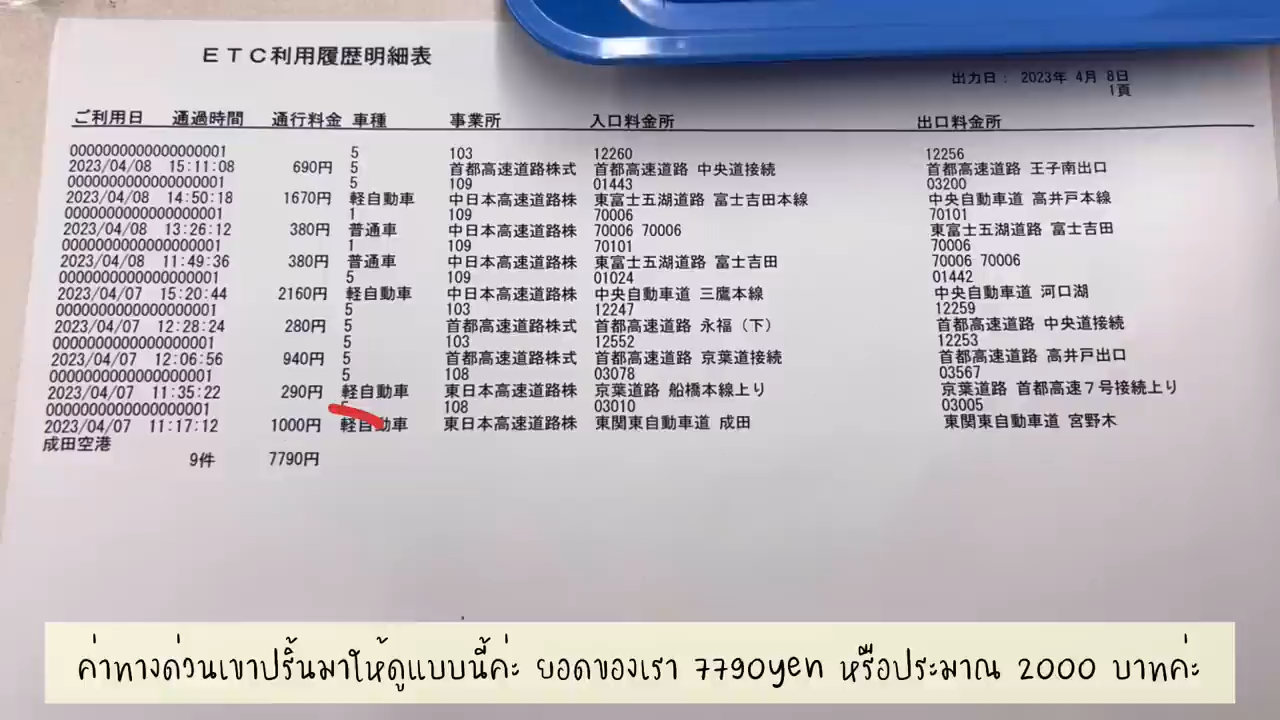 ETC利用履歴明細表
出力日： 2023年 4月 8日
1頁
ご利用日 通過時間 通行料金 車種 事業所 入口料金所 出口料金所
0000000000000000001 5 103 12260 12256
2023/04/08 15:11:08 690円 5 首都高速道路株式 首都高速道路 中央道接続 首都高速道路 王子南出口
0000000000000000001 5 109 01443 03200
2023/04/08 14:50:18 1670円 軽自動車 中日本高速道路株 東富士五湖道路 富士吉田本線 中央自動車道 高井戸本線
0000000000000000001 1 109 70006 70101
2023/04/08 13:26:12 380円 普通車 中日本高速道路株 70006 70006 東富士五湖道路 富士吉田
0000000000000000001 1 109 70101 70006
2023/04/08 11:49:36 380円 普通車 中日本高速道路株 東富士五湖道路 富士吉田 70006 70006
0000000000000000001 5 109 01024 01442
2023/04/07 15:20:44 2160円 軽自動車 中日本高速道路株 中央自動車道 三鷹本線 中央自動車道 河口湖
0000000000000000001 5 103 12247 12259
2023/04/07 12:28:24 280円 5 首都高速道路株式 首都高速道路 永福（下） 首都高速道路 中央道接続
0000000000000000001 5 103 12552 12253
2023/04/07 12:06:56 940円 5 首都高速道路株式 首都高速道路 京葉道接続 首都高速道路 高井戸出口
0000000000000000001 5 108 03078 03567
2023/04/07 11:35:22 290円 軽自動車 東日本高速道路株 京葉道路 船橋本線上り 京葉道路 首都高速７号接続上り
0000000000000000001 5 108 03010 03005
2023/04/07 11:17:12 1000円 軽自動車 東日本高速道路株 東関東自動車道 成田 東関東自動車道 宮野木
成田空港
9件 7790円
ค่าทางด่วนเขาปริ้นมาให้ดูแบบนี้ค่ะ ยอดของเรา 7790yen หรือประมาณ 2000 บาทค่ะ